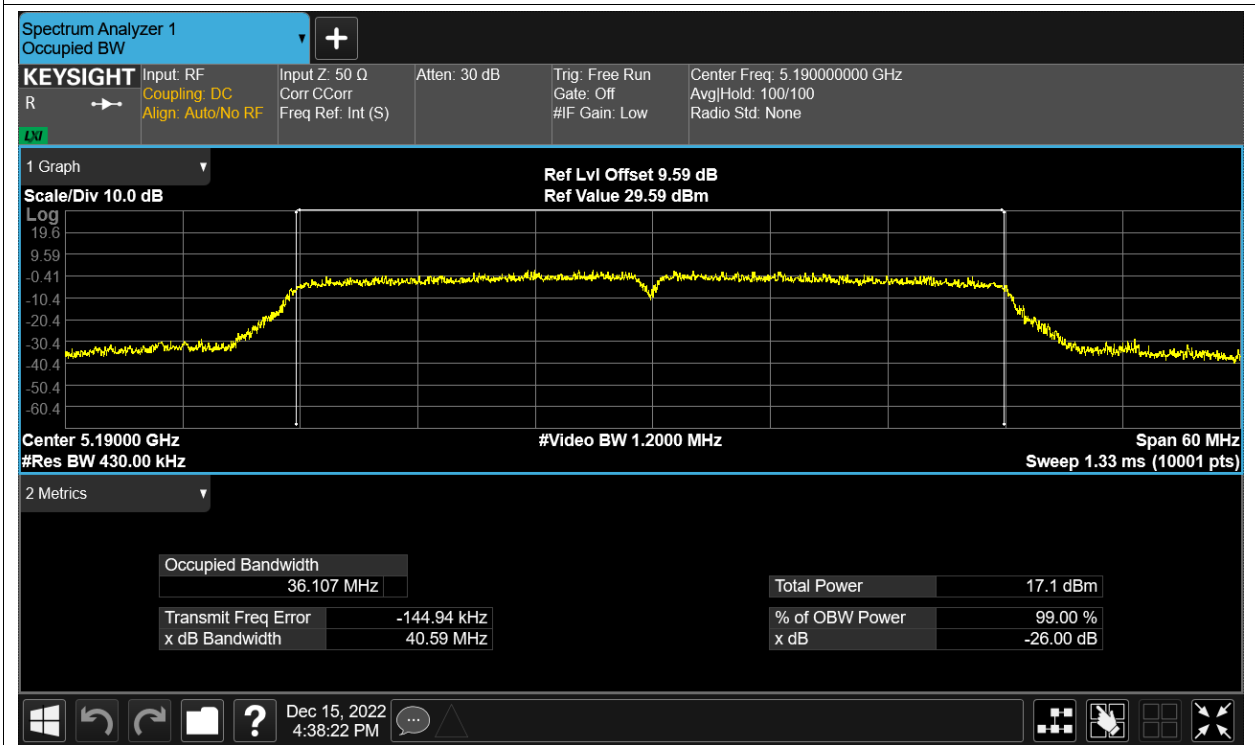 Spectrum Analyzer 1
Occupied BW
KEYSIGHT
R
LXI
Input: RF
Coupling: DC
Align: Auto/No RF
Input Z: 50 Ω
Corr CCorr
Freq Ref: Int (S)
Atten: 30 dB
Trig: Free Run
Gate: Off
#IF Gain: Low
Center Freq: 5.190000000 GHz
Avg|Hold: 100/100
Radio Std: None
1 Graph
Ref Lvl Offset 9.59 dB
Scale/Div 10.0 dB
Ref Value 29.59 dBm
Log
19.6
9.59
-0.41
-10.4
-20.4
-30.4
-40.4
-50.4
-60.4
Center 5.19000 GHz
#Video BW 1.2000 MHz
Span 60 MHz
#Res BW 430.00 kHz
Sweep 1.33 ms (10001 pts)
2 Metrics
Occupied Bandwidth
36.107 MHz
Total Power 17.1 dBm
Transmit Freq Error -144.94 kHz
% of OBW Power 99.00 %
x dB Bandwidth 40.59 MHz
x dB -26.00 dB
Dec 15, 2022
4:38:22 PM